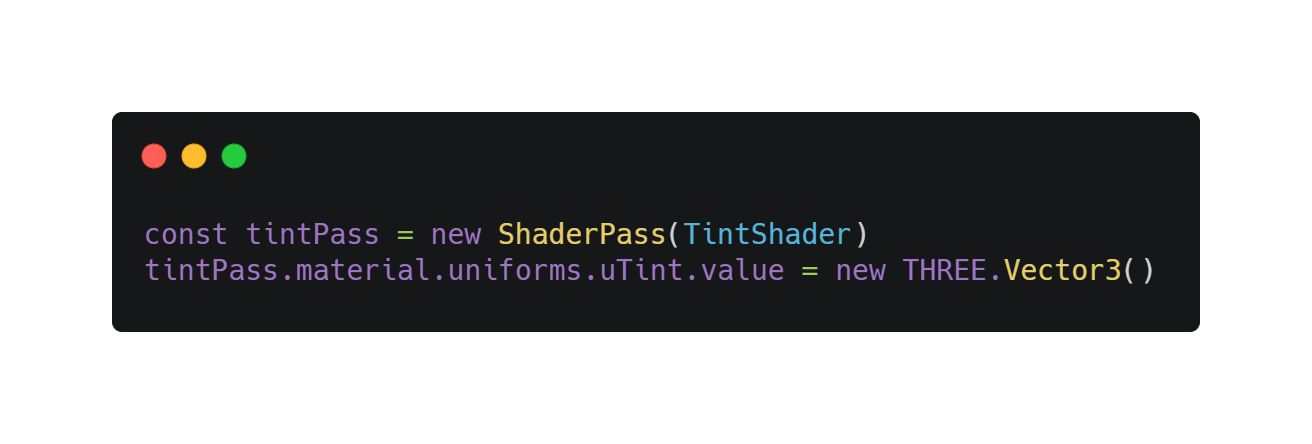 const tintPass = new ShaderPass(TintShader)
tintPass.material.uniforms.uTint.value = new THREE.Vector3()